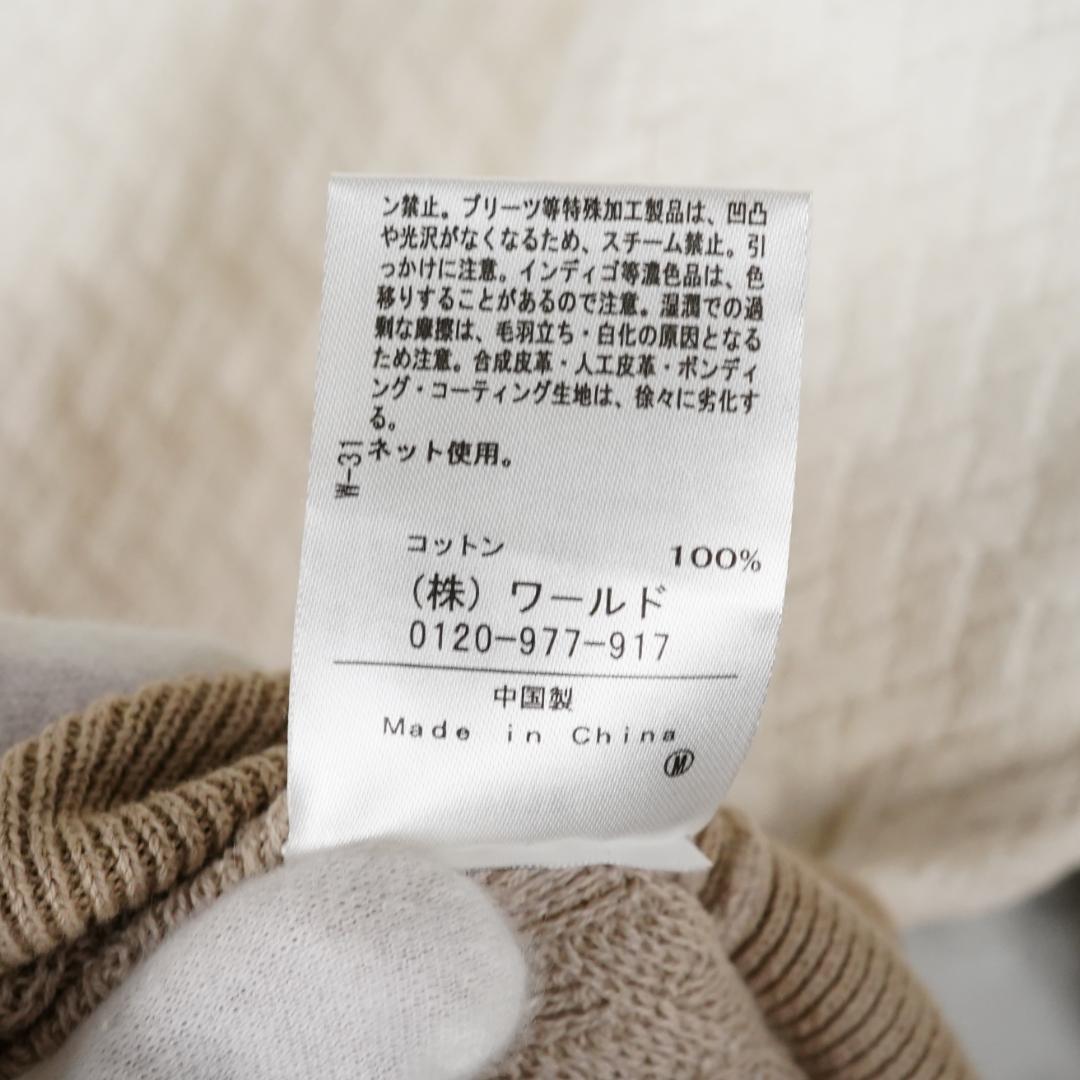 ン禁止。プリーツ等特殊加工製品は、凹凸
や光沢がなくなるため、スチーム禁止。引
っかけに注意。インディゴ等濃色品は、色
移りすることがあるので注意。湿潤での過
剰な摩擦は、毛羽立ち・白化の原因となる
ため注意。合成皮革・人工皮革・ボンディ
ング・コーティング生地は、徐々に劣化す
る。
ネット使用。
W-31
コットン 100%
(株)ワールド
0120-977-917
中国製
Made in China
M